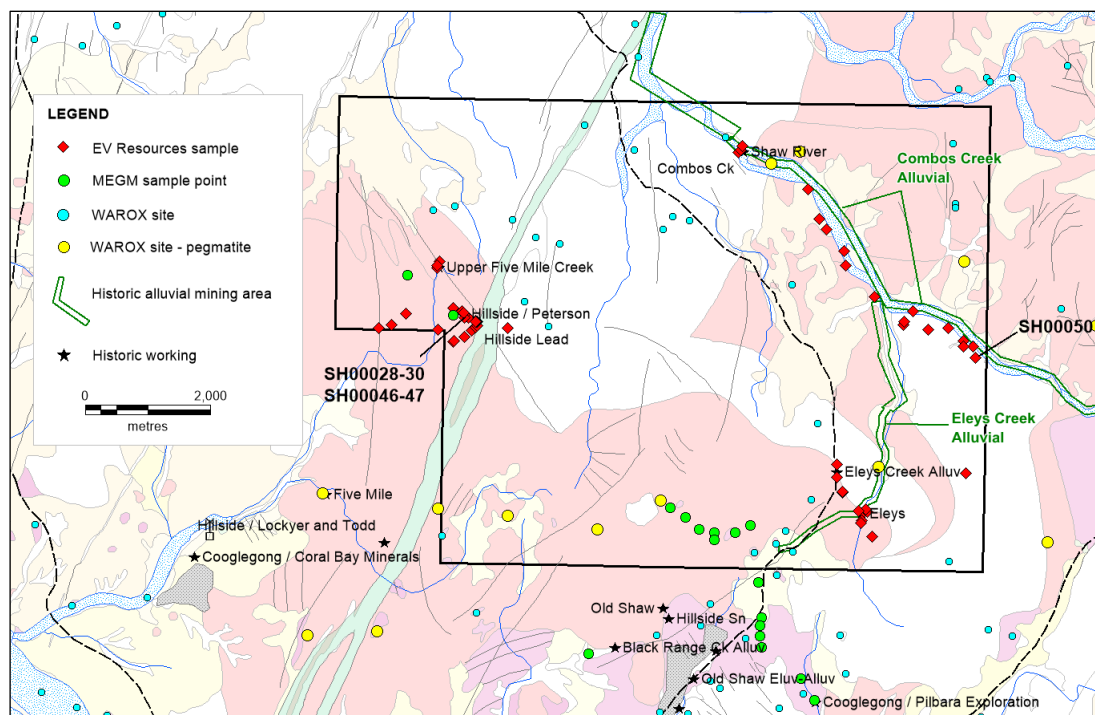 LEGEND
EV Resources sample
MEGM sample point
WAROX site
WAROX site - pegmatite
Historic alluvial mining area
Historic working
0
2,000
metres
Shaw River
Combos Ck
Combos Creek
Alluvial
Upper Five Mile Creek
Hillside / Peterson
Hillside Lead
SH00050
SH00028-30
SH00046-47
Eleys Creek
Alluvial
Eleys Creek Alluv
Five Mile
Eleys
Hillside / Lockyer and Todd
Cooglegong / Coral Bay Minerals
Old Shaw
Hillside Sn
Black Range Ck Alluv
Old Shaw Eluv-Alluv
Cooglegong / Pilbara Exploration